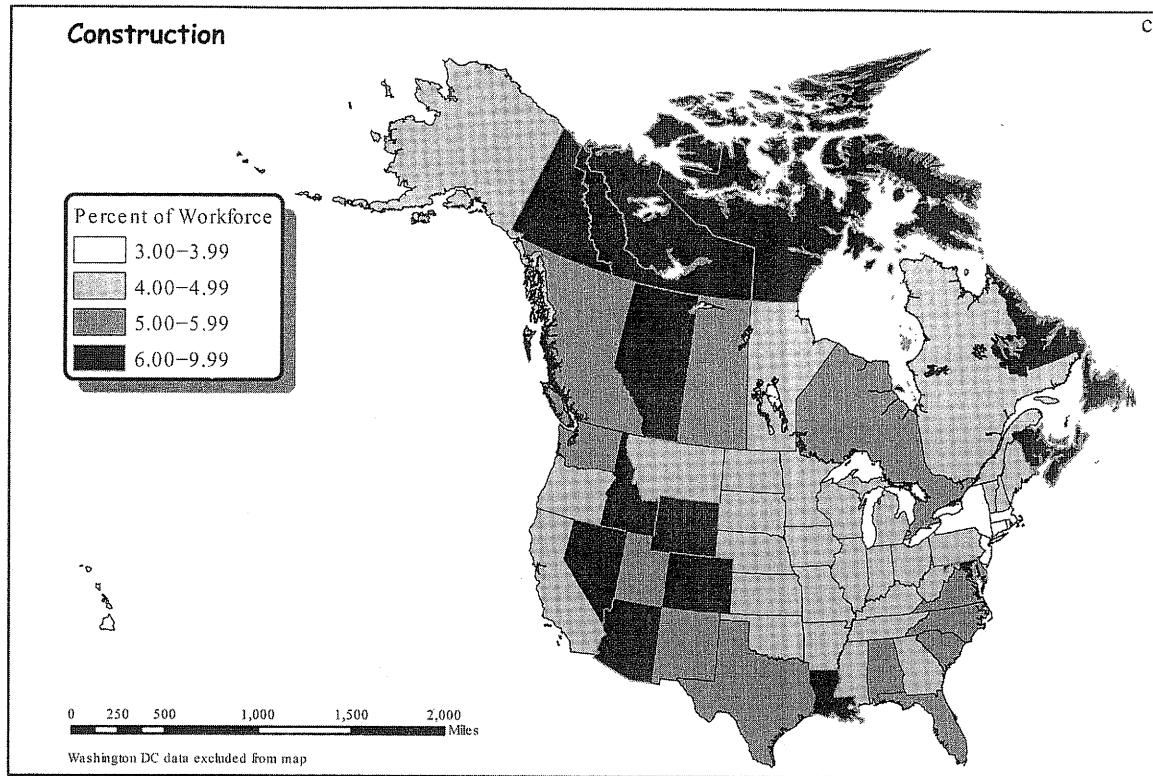 Construction
C
Percent of Workforce
3.00–3.99
4.00–4.99
5.00–5.99
6.00–9.99
0 250 500 1,000 1,500 2,000
Miles
Washington DC data excluded from map